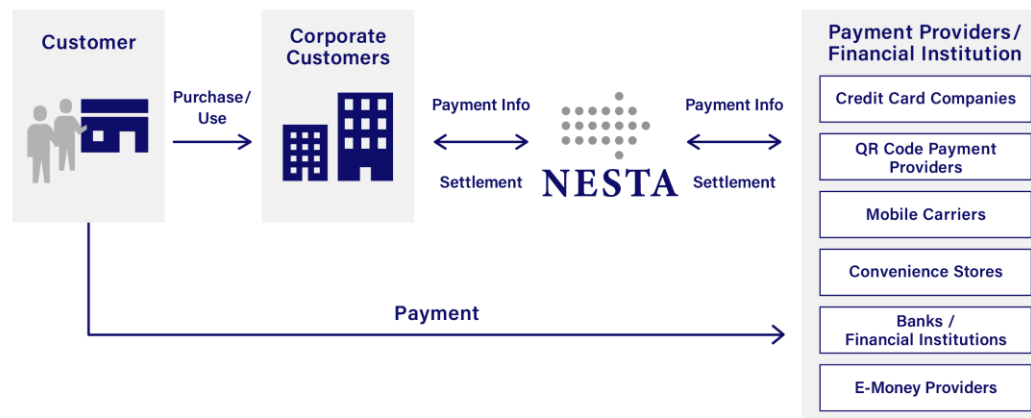 Customer
Purchase/
Use
Corporate
Customers
Payment Info
Settlement
NESTA
Payment Info
Settlement
Payment
Payment Providers/
Financial Institution
Credit Card Companies
QR Code Payment
Providers
Mobile Carriers
Convenience Stores
Banks /
Financial Institutions
E-Money Providers